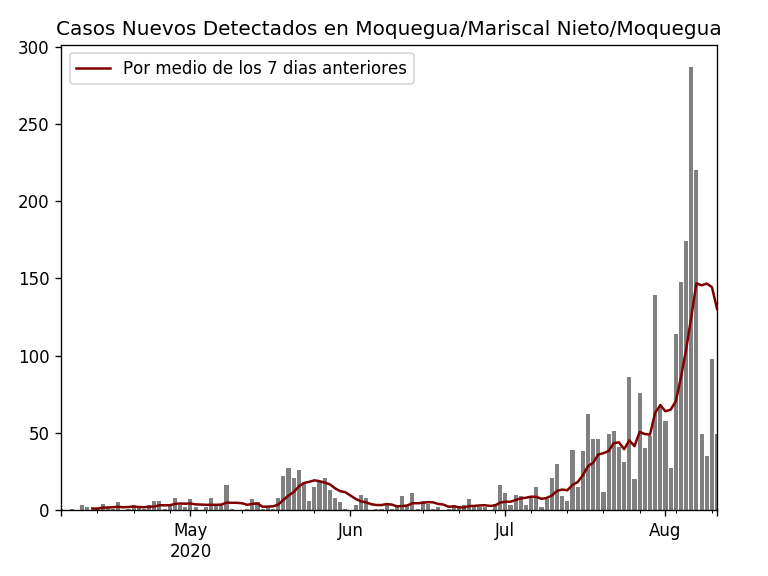 Casos Nuevos Detectados en Moquegua/Mariscal Nieto/Moquegua
Por medio de los 7 dias anteriores
300
250
200
150
100
50
0
May
2020
Jun
Jul
Aug